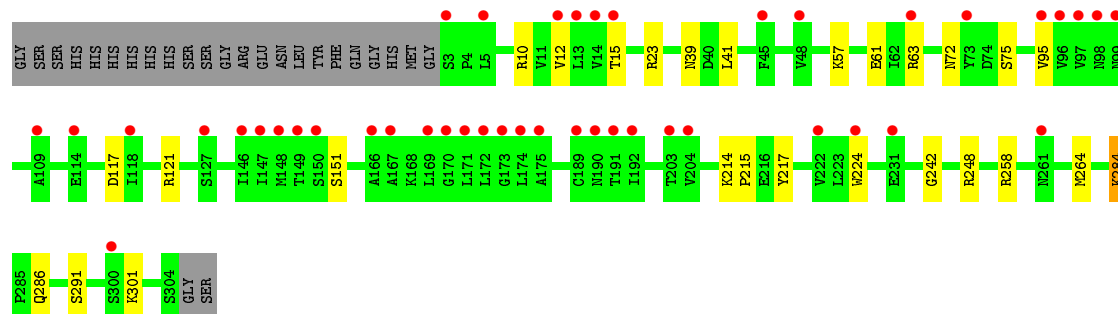 GLY SER SER HIS HIS HIS HIS HIS HIS SER SER GLY ARG GLU ASN LEU TYR PHE GLN GLY HIS MET GLY S3 P4 L5 R10 V11 V12 L13 V14 T15 R23 N39 D40 L41 F45 V48 K57 E61 I62 R63 N72 Y73 D74 S75 V95 V96 V97 N98 N99
A109 E114 D117 I118 R121 S127 I146 I147 M148 T149 S150 S151 A166 A167 K168 L169 G170 L171 L172 G173 L174 A175 C189 N190 T191 I192 T203 V204 K214 P215 E216 Y217 V222 L223 W224 E231 G242 R248 R258 N261 M264 K284
P285 Q286 S291 S300 K301 S304 GLY SER